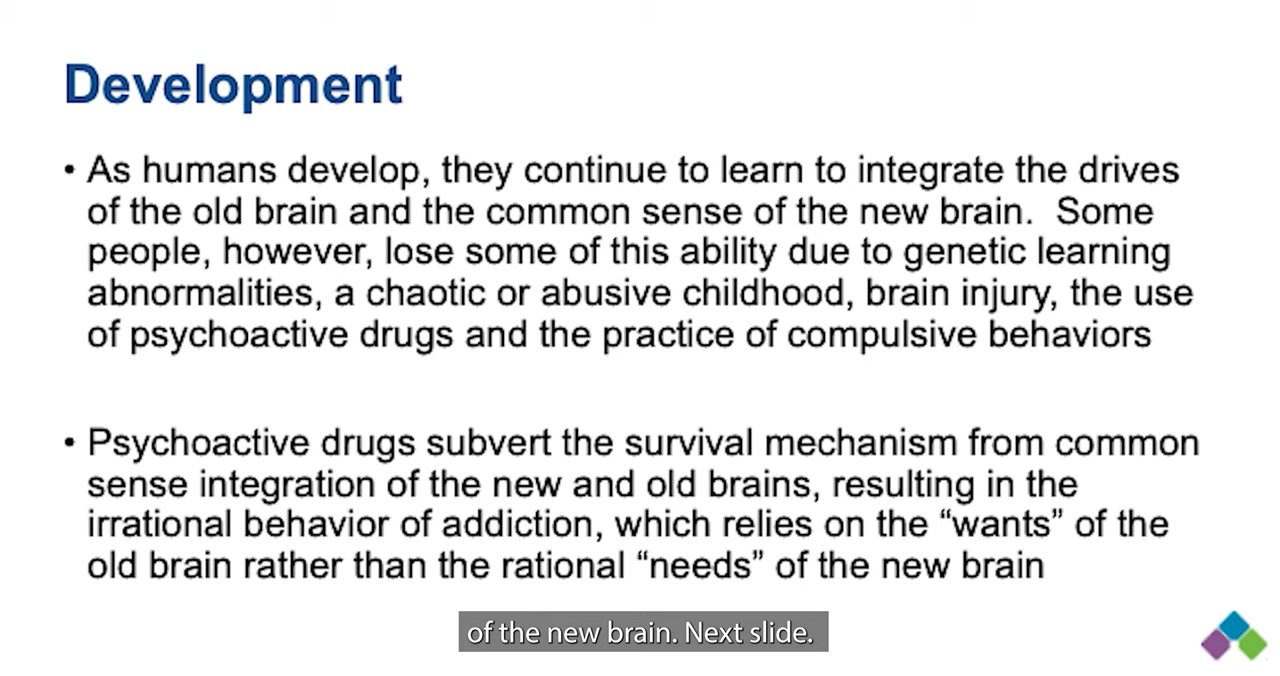 Development
• As humans develop, they continue to learn to integrate the drives
of the old brain and the common sense of the new brain.  Some
people, however, lose some of this ability due to genetic learning
abnormalities, a chaotic or abusive childhood, brain injury, the use
of psychoactive drugs and the practice of compulsive behaviors
• Psychoactive drugs subvert the survival mechanism from common
sense integration of the new and old brains, resulting in the
irrational behavior of addiction, which relies on the “wants” of the
old brain rather than the rational “needs” of the new brain
of the new brain. Next slide.